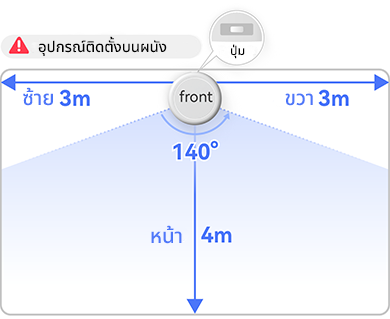 อุปกรณ์ติดตั้งบนผนัง
ปุ่ม
ซ้าย 3m
front
ขวา 3m
140°
หน้า 4m